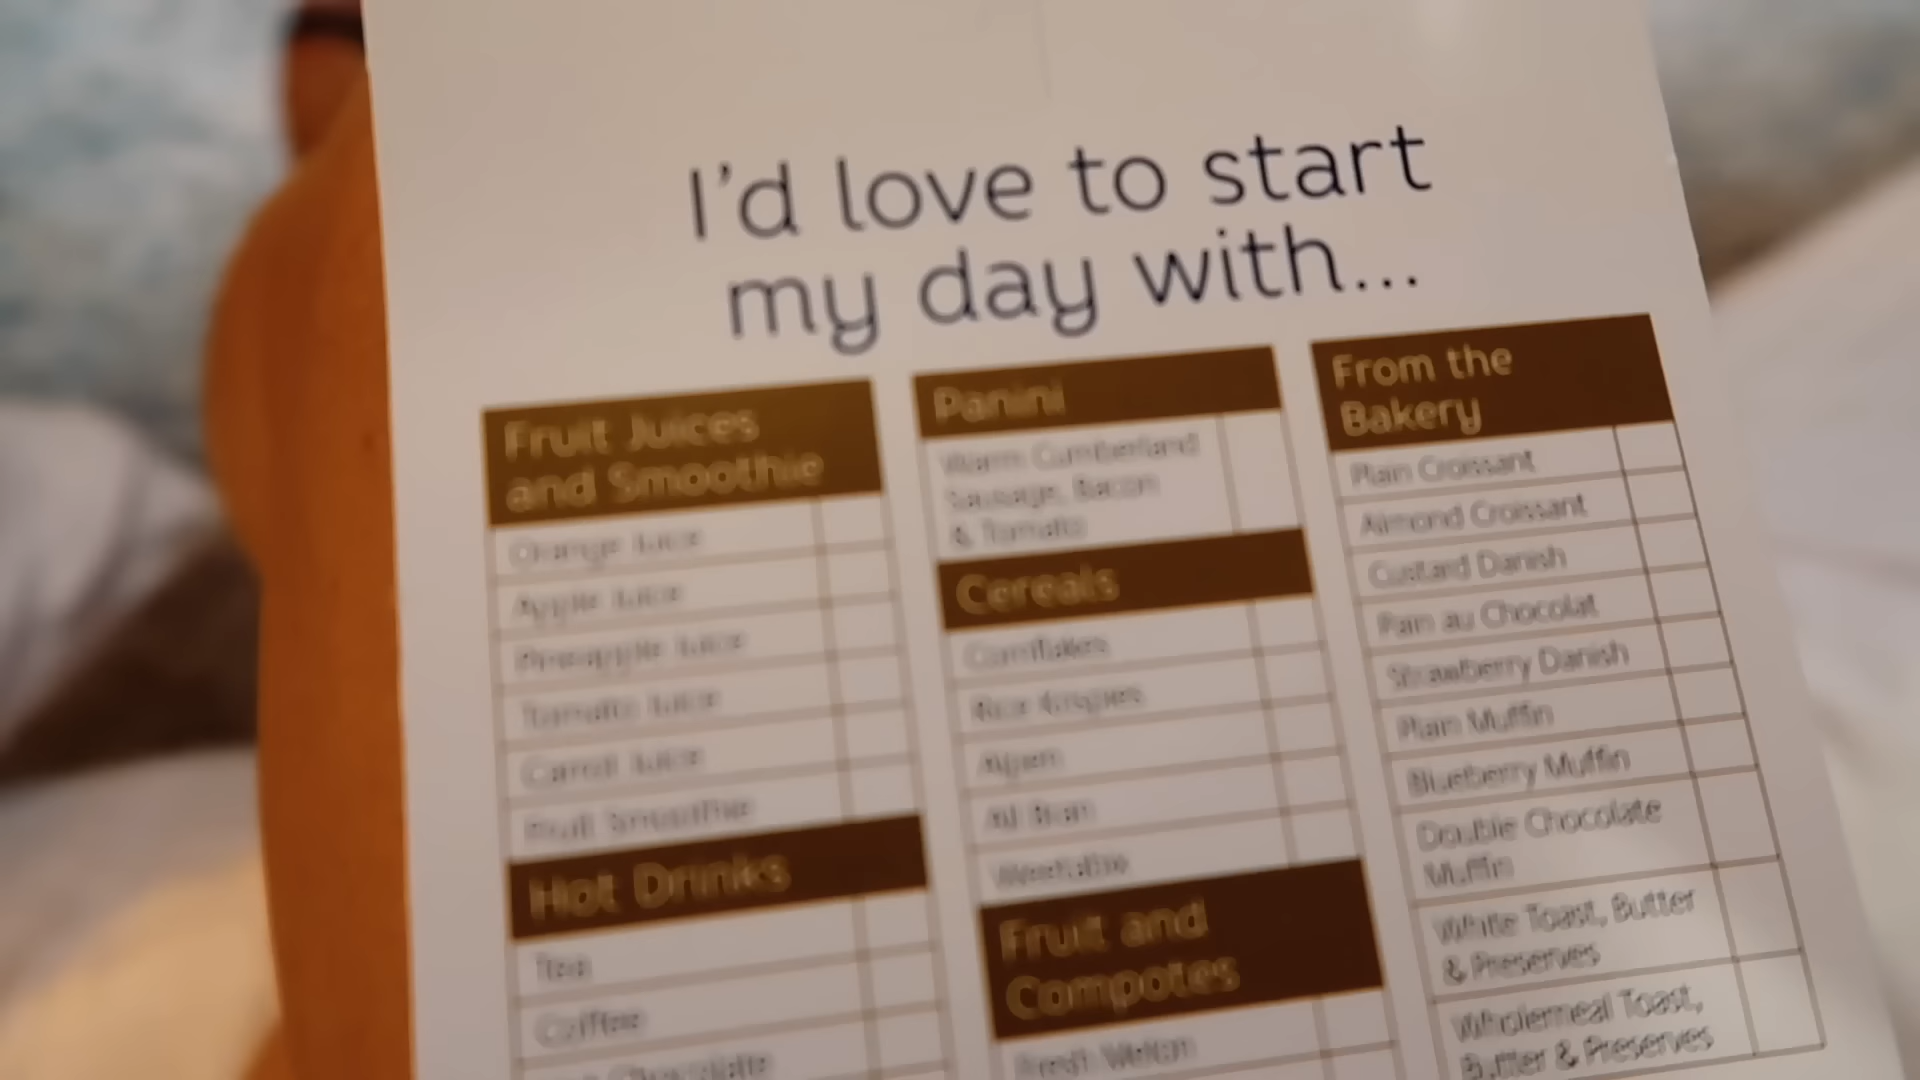 I'd love to start
my day with...
Fruit Juices
and Smoothie
Orange Juice
Apple Juice
Pineapple Juice
Tomato Juice
Carrot Juice
Fruit Smoothie
Hot Drinks
Tea
Coffee
Chocolate
Panini
Warm Cumberland
Sausage, Bacon
& Tomato
Cereals
Cornflakes
Rice Krispies
Alpen
All Bran
Weetabix
Fruit and
Compotes
Fresh Melon
From the
Bakery
Plain Croissant
Almond Croissant
Custard Danish
Pain au Chocolat
Strawberry Danish
Plain Muffin
Blueberry Muffin
Double Chocolate
Muffin
White Toast, Butter
& Preserves
Wholemeal Toast,
Butter & Preserves